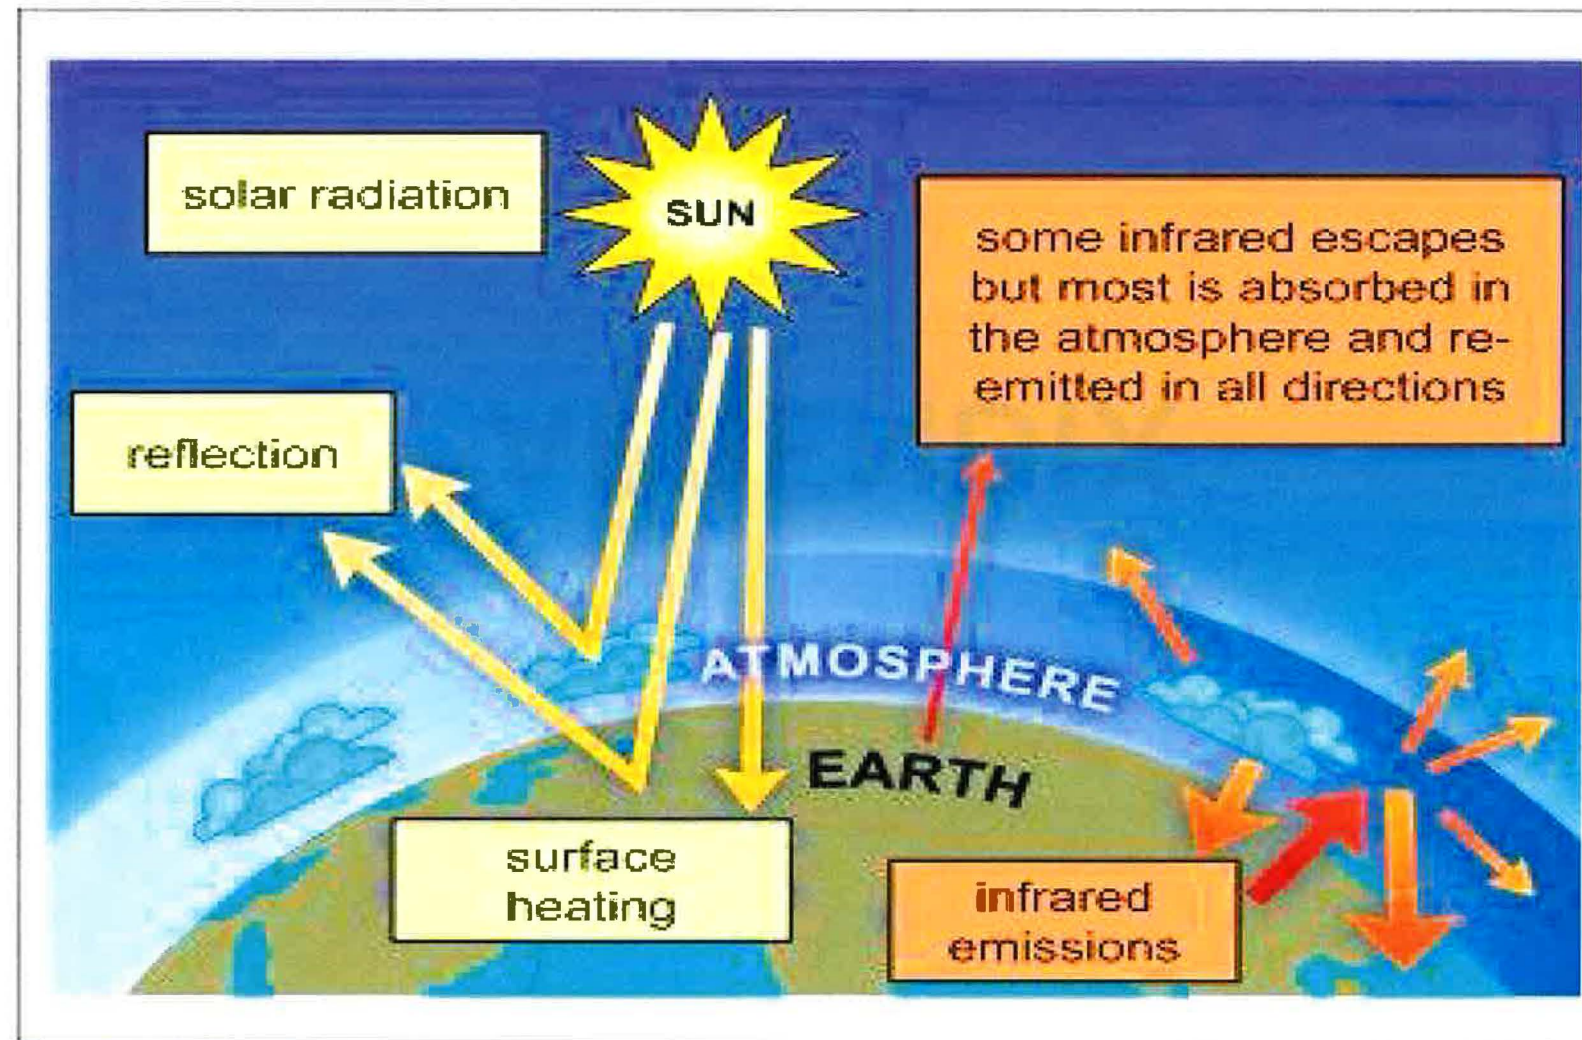 solar radiation
SUN
some infrared escapes
but most is absorbed in
the atmosphere and re-
emitted in all directions
reflection
ATMOSPHERE
EARTH
surface
heating
infrared
emissions